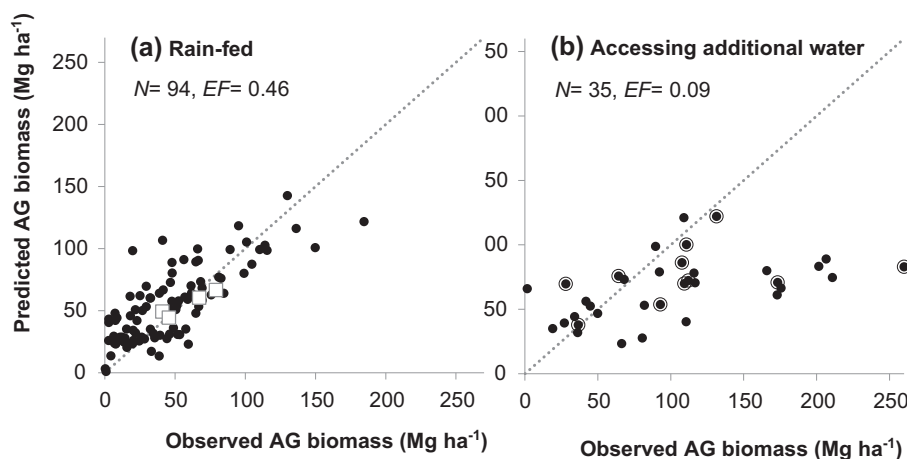 (a) Rain-fed
N= 94, EF= 0.46
Predicted AG biomass (Mg ha-1)
250
200
150
100
50
0
0 50 100 150 200 250
Observed AG biomass (Mg ha-1)
(b) Accessing additional water
N= 35, EF= 0.09
50
00
50
00
50
0
0 50 100 150 200 250
Observed AG biomass (Mg ha-1)